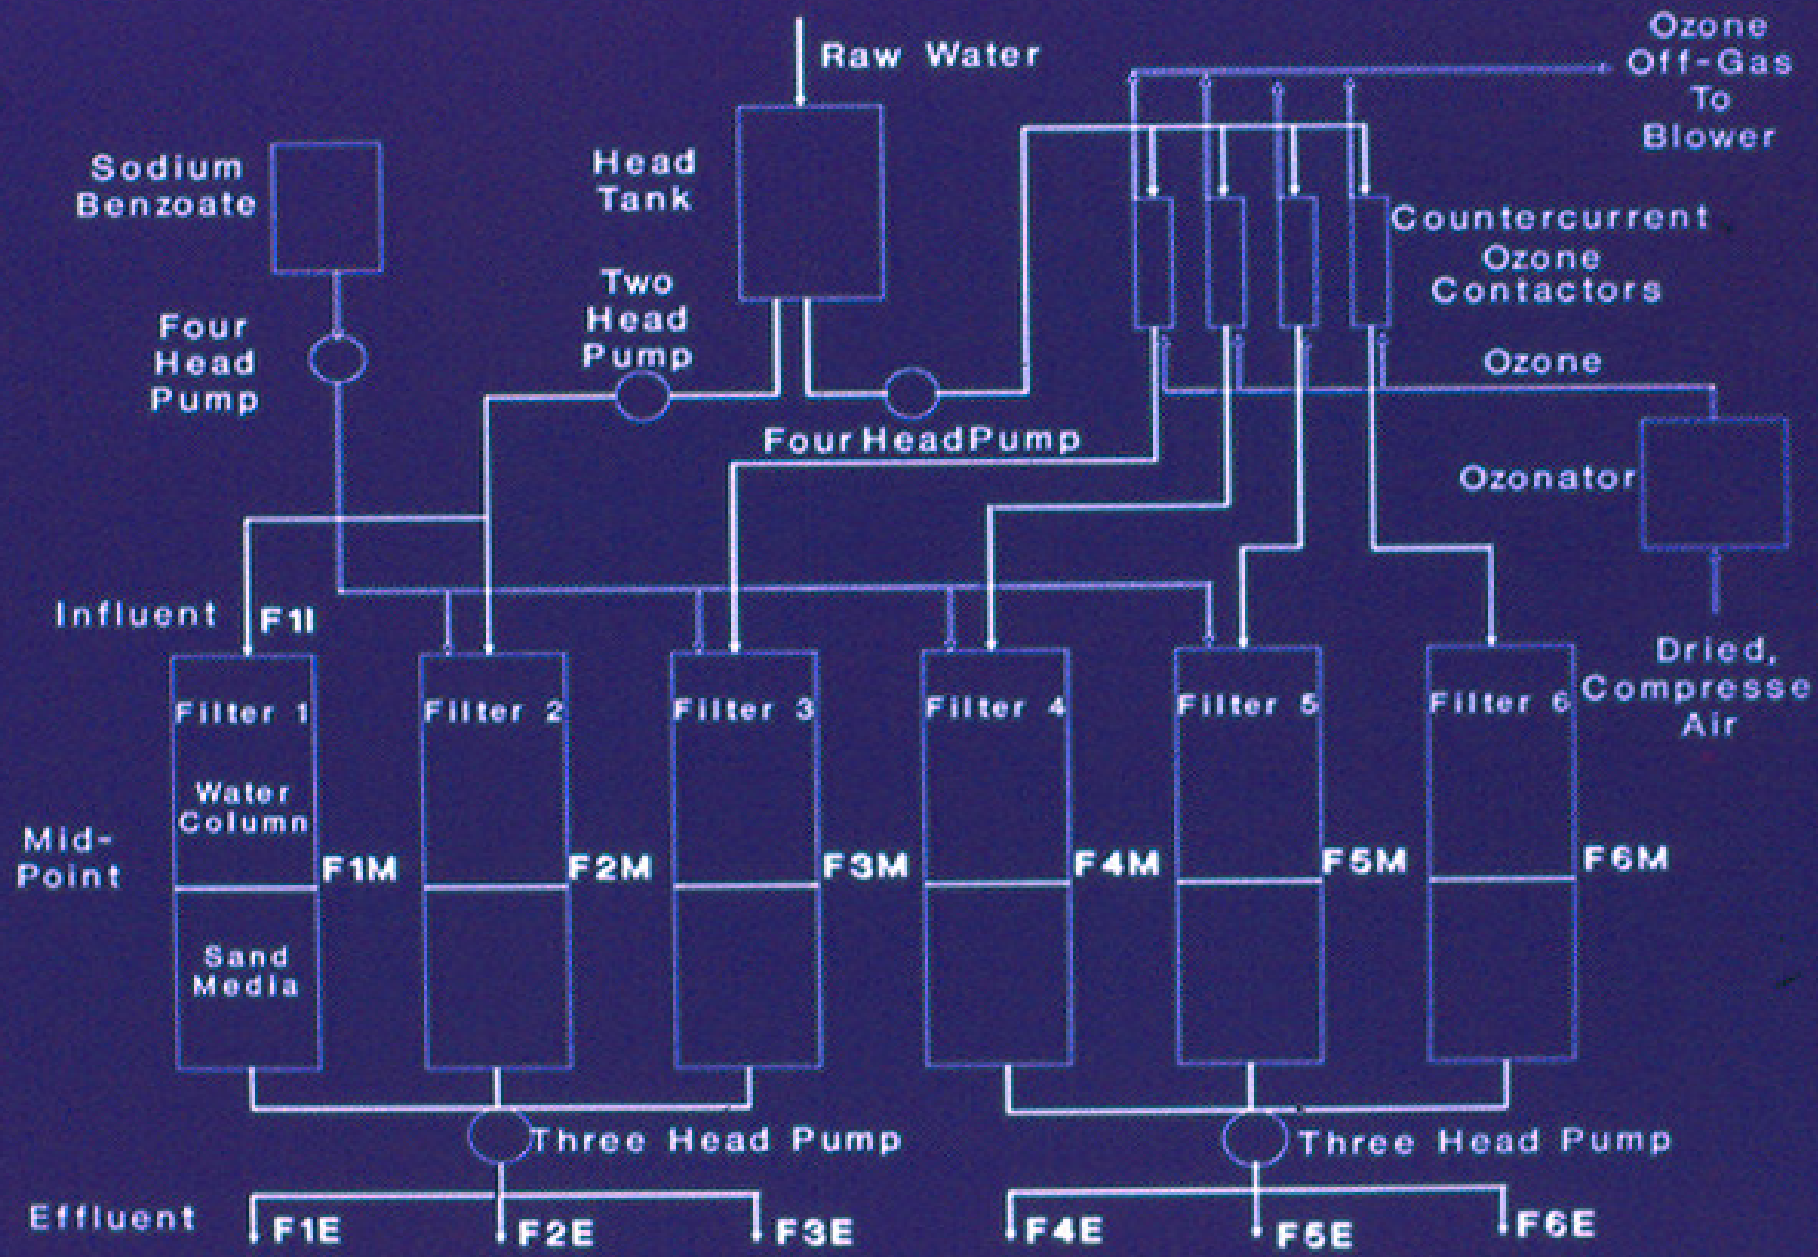 Raw Water
Ozone
Off-Gas
To
Blower
Sodium
Benzoate
Head
Tank
Countercurrent
Ozone
Contactors
Two
Head
Pump
Four
Head
Pump
Ozone
Four Head Pump
Ozonator
Influent
F1I
Dried,
Compresse
Air
Filter 1
Filter 2
Filter 3
Filter 4
Filter 5
Filter 6
Water
Column
Mid-
Point
F1M
F2M
F3M
F4M
F5M
F6M
Sand
Media
Three Head Pump
Three Head Pump
Effluent
F1E
F2E
F3E
F4E
F5E
F6E